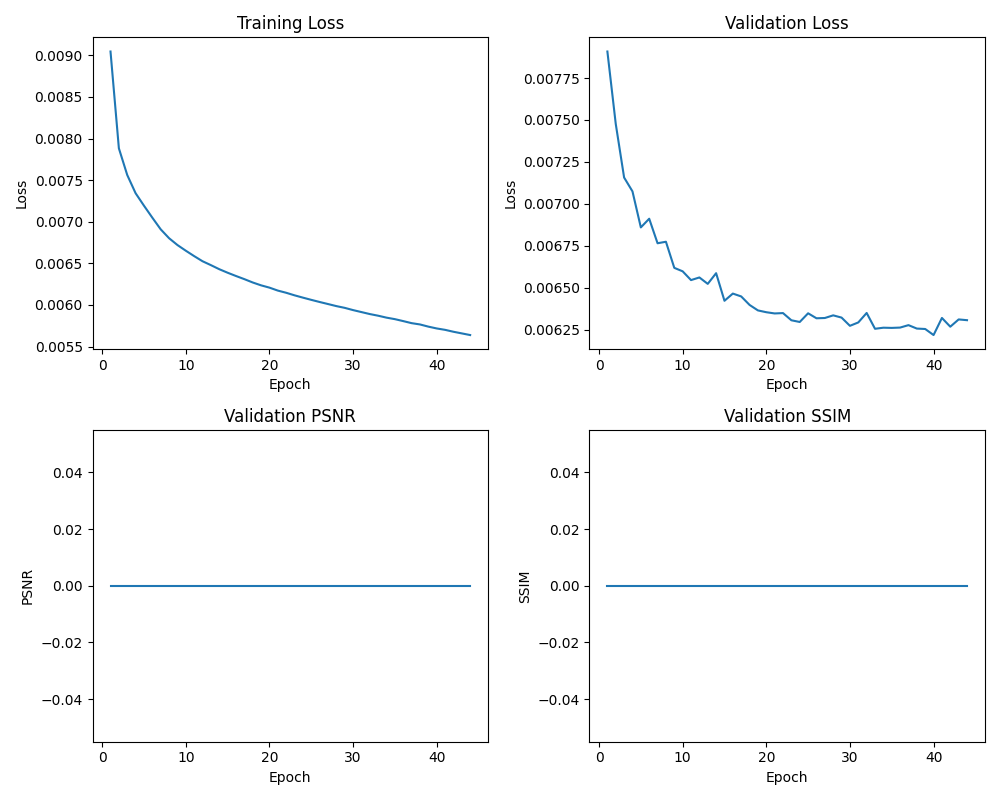 Training Loss
0.0090
0.0085
0.0080
0.0075
0.0070
0.0065
0.0060
0.0055
Loss
0 10 20 30 40
Epoch
Validation Loss
0.00775
0.00750
0.00725
0.00700
0.00675
0.00650
0.00625
Loss
0 10 20 30 40
Epoch
Validation PSNR
0.04
0.02
0.00
−0.02
−0.04
PSNR
0 10 20 30 40
Epoch
Validation SSIM
0.04
0.02
0.00
−0.02
−0.04
SSIM
0 10 20 30 40
Epoch